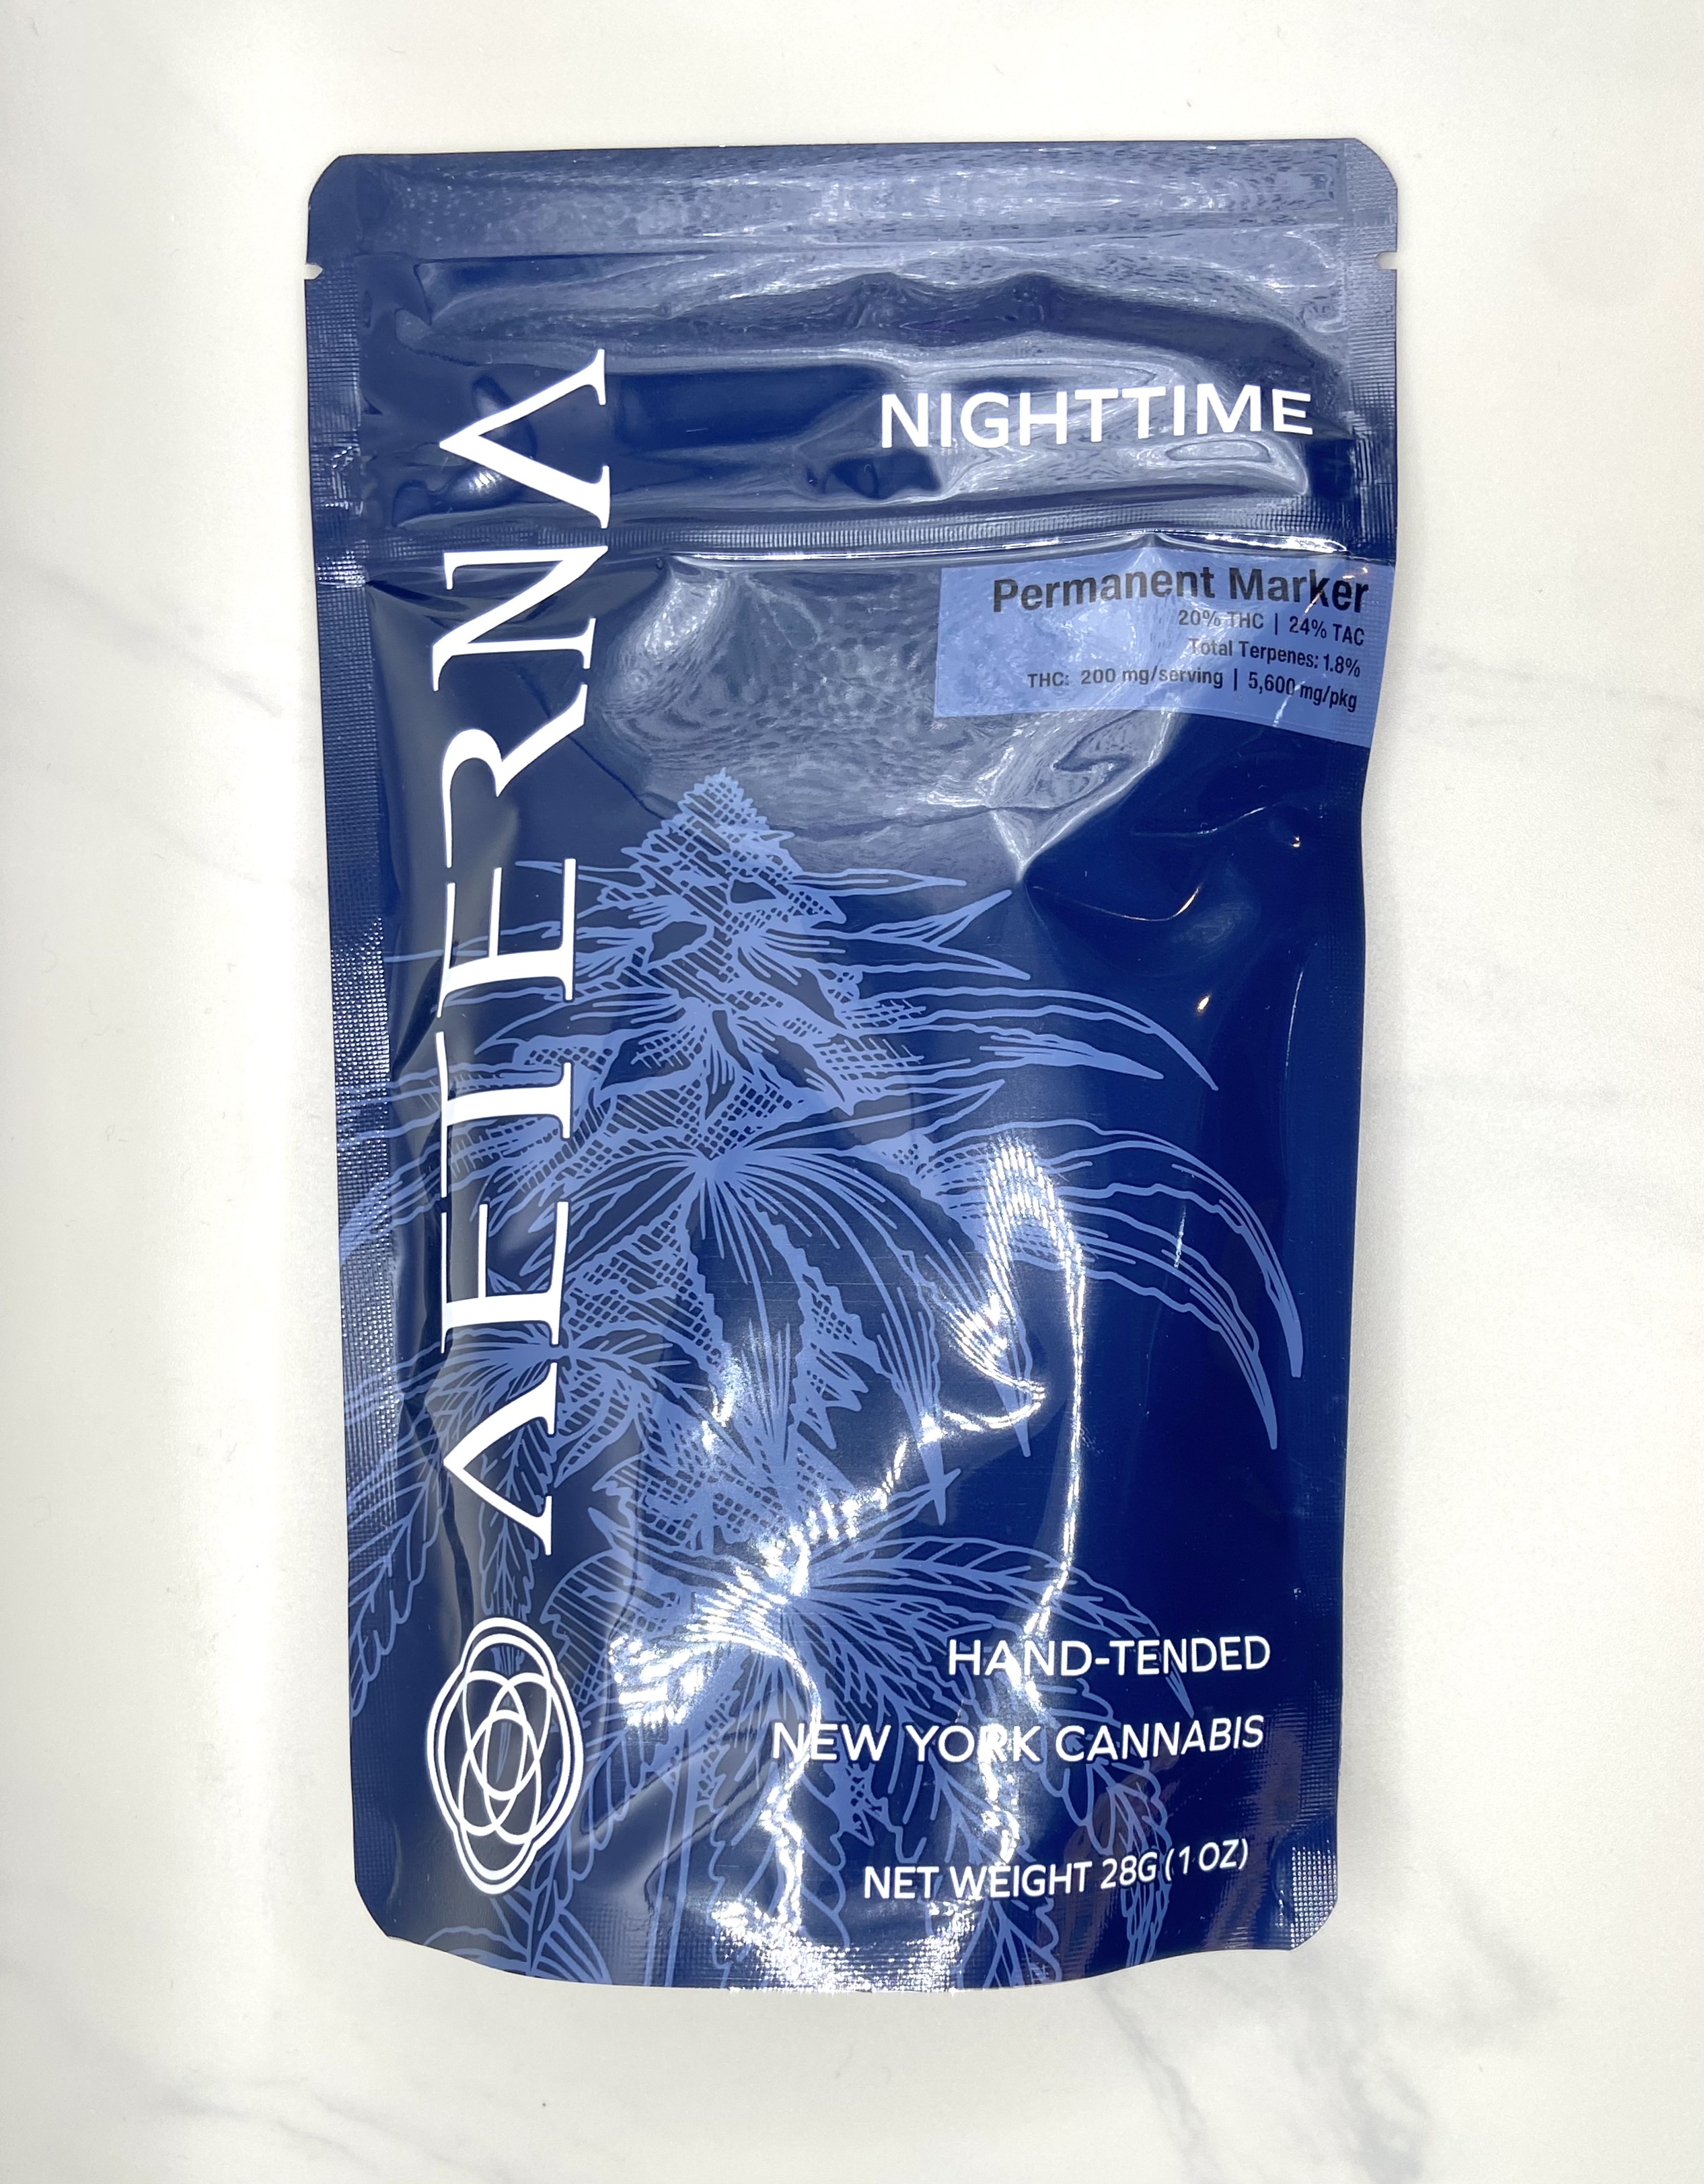 NIGHTTIME
Permanent Marker
20% THC | 24% TAC
Total Terpenes: 1.8%
THC: 200 mg/serving | 5,600 mg/pkg
AETERNA
HAND-TENDED
NEW YORK CANNABIS
NET WEIGHT 28G (1 OZ)